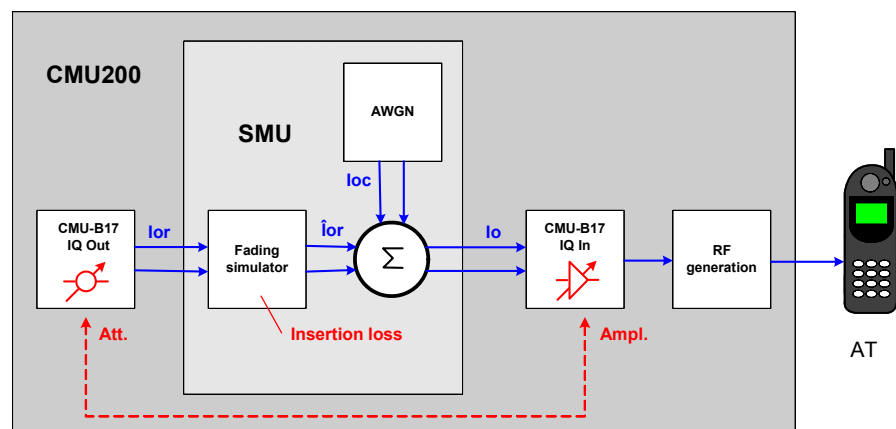 CMU200
SMU
AWGN
Ioc
CMU-B17
IQ Out
Ior
Fading
simulator
Îor
Σ
Io
CMU-B17
IQ In
RF
generation
Att.
Insertion loss
Ampl.
AT